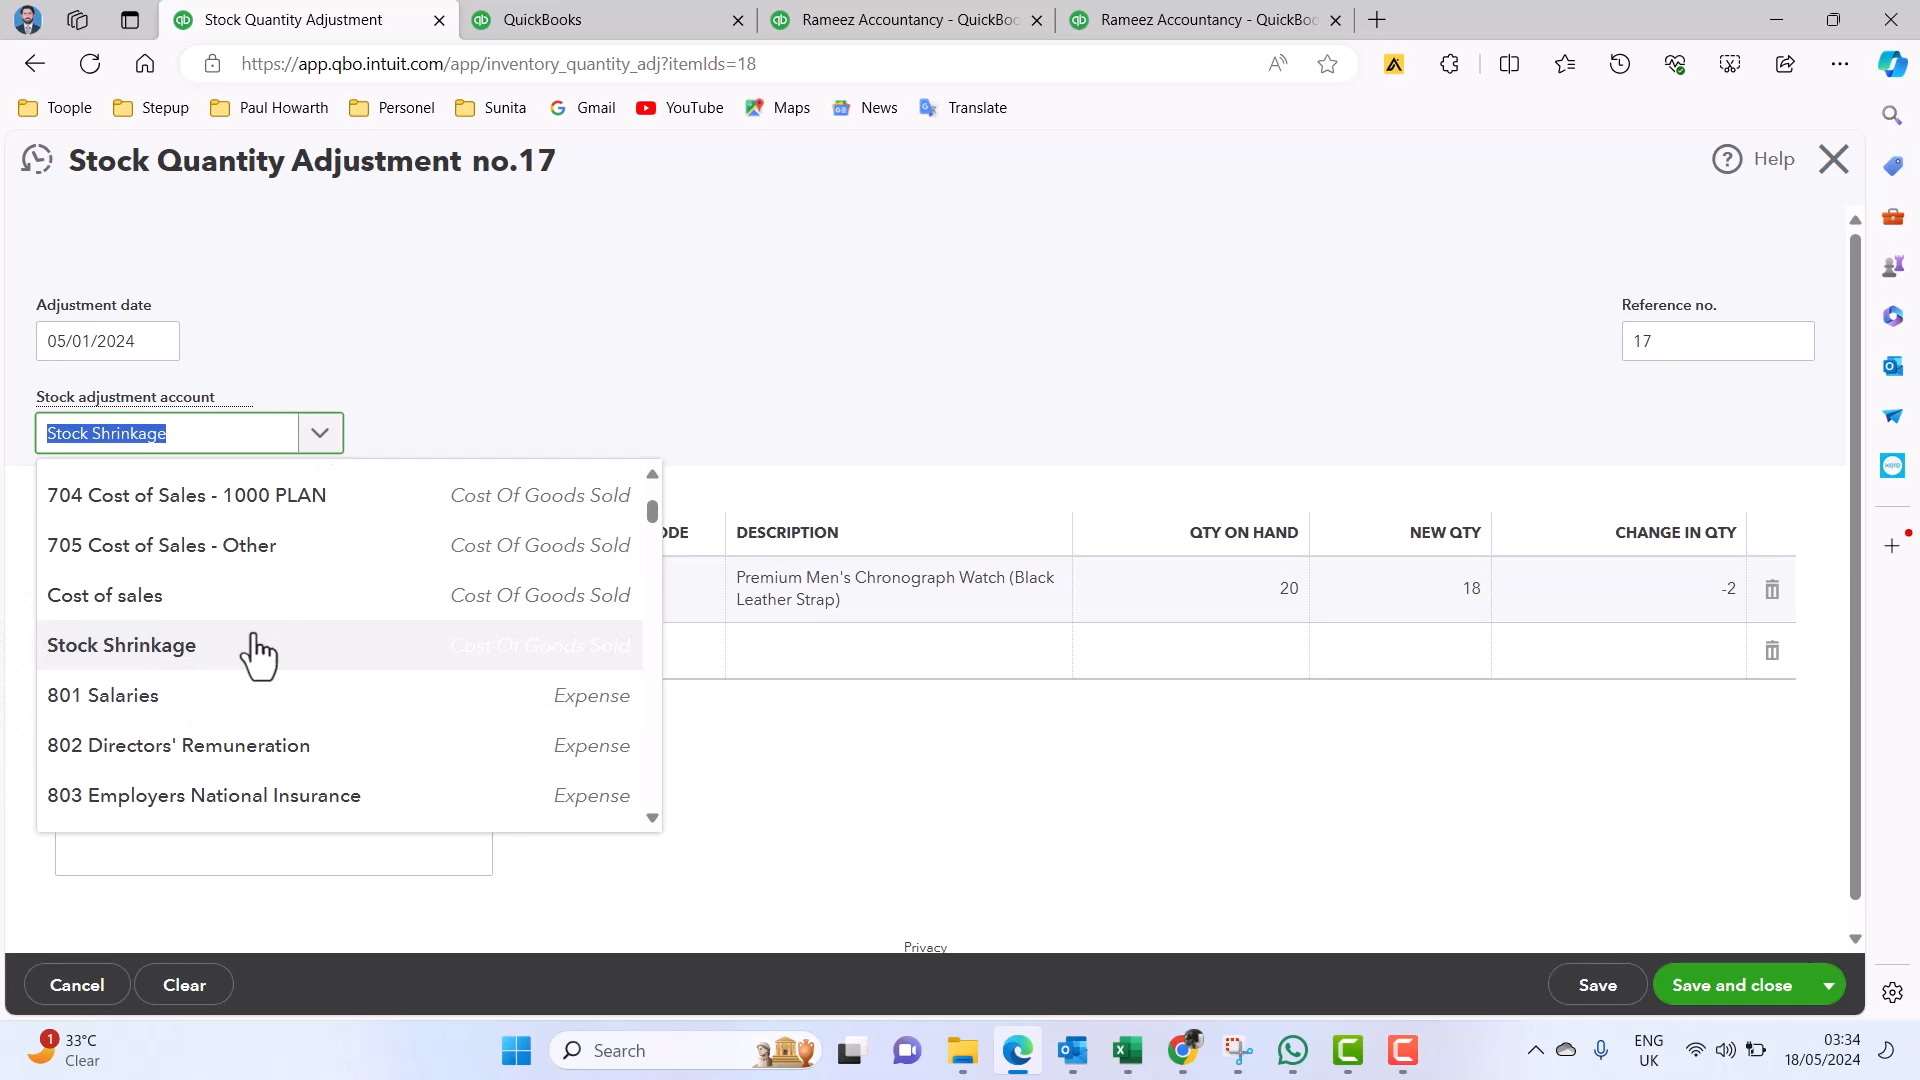 Stock Quantity Adjustment
QuickBooks
Rameez Accountancy - QuickBoo
Rameez Accountancy - QuickBoo
https://app.qbo.intuit.com/app/inventory_quantity_adj?itemIds=18
Toople
Stepup
Paul Howarth
Personel
Sunita
Gmail
YouTube
Maps
News
Translate
Stock Quantity Adjustment no.17
Help
Adjustment date
Reference no.
05/01/2024
17
Stock adjustment account
Stock Shrinkage
704 Cost of Sales - 1000 PLAN Cost Of Goods Sold
705 Cost of Sales - Other Cost Of Goods Sold
Cost of sales Cost Of Goods Sold
Stock Shrinkage Cost Of Goods Sold
801 Salaries Expense
802 Directors' Remuneration Expense
803 Employers National Insurance Expense
ODE DESCRIPTION QTY ON HAND NEW QTY CHANGE IN QTY
Premium Men's Chronograph Watch (Black
Leather Strap)
20 18 -2
Privacy
Cancel
Clear
Save
Save and close
1
33°C
Clear
Search
ENG
UK
03:34
18/05/2024